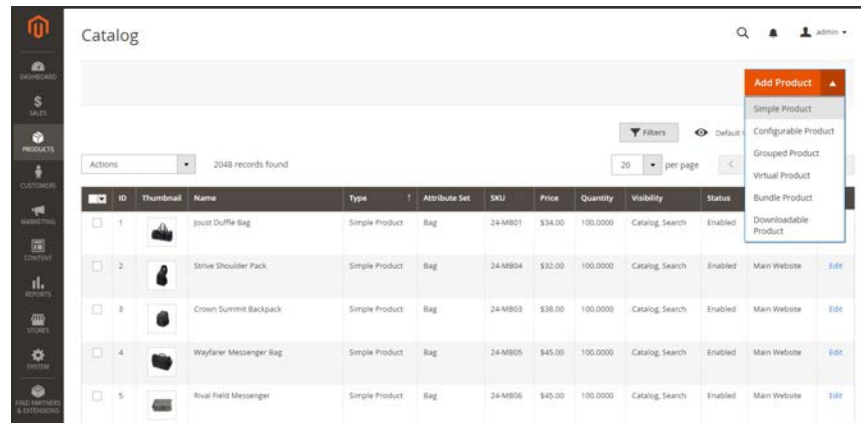 Catalog
admin
DASHBOARD
SALES
PRODUCTS
CUSTOMERS
MARKETING
CONTENT
REPORTS
STORES
SYSTEM
FIND PARTNERS
& EXTENSIONS
Add Product
Simple Product
Configurable Product
Grouped Product
Virtual Product
Bundle Product
Downloadable
Product
Filters
Default
Actions
2048 records found
20 per page
ID Thumbnail Name Type ↑ Attribute Set SKU Price Quantity Visibility Status
1 Joust Duffle Bag Simple Product Bag 24-MB01 $34.00 100.0000 Catalog, Search Enabled
2 Strive Shoulder Pack Simple Product Bag 24-MB04 $32.00 100.0000 Catalog, Search Enabled Main Website Edit
3 Crown Summit Backpack Simple Product Bag 24-MB03 $38.00 100.0000 Catalog, Search Enabled Main Website Edit
4 Wayfarer Messenger Bag Simple Product Bag 24-MB05 $45.00 100.0000 Catalog, Search Enabled Main Website Edit
5 Rival Field Messenger Simple Product Bag 24-MB06 $45.00 100.0000 Catalog, Search Enabled Main Website Edit